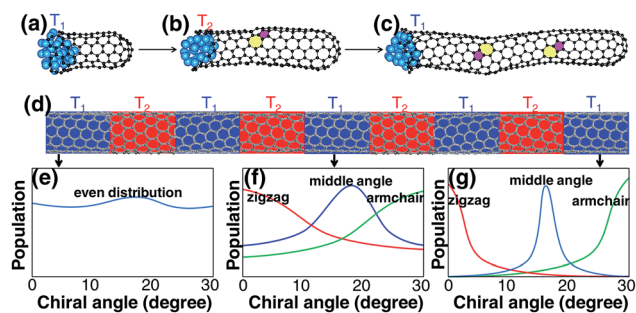 (a) T1 (b) T2 (c) T1
(d) T1 T2 T1 T2 T1 T2 T1 T2 T1
(e) (f) (g)
even distribution
middle angle middle angle
zigzag armchair zigzag armchair
Population Population Population
0 10 20 30 0 10 20 30 0 10 20 30
Chiral angle (degree) Chiral angle (degree) Chiral angle (degree)